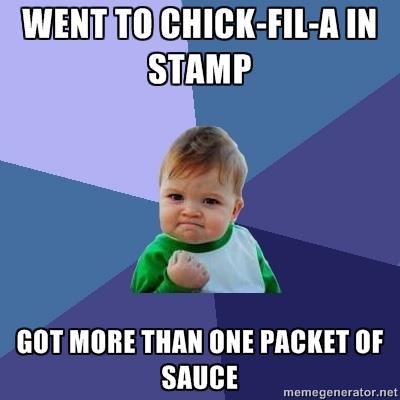 WENT TO CHICK-FIL-A IN
STAMP
GOT MORE THAN ONE PACKET OF
SAUCE
memegenerator.net